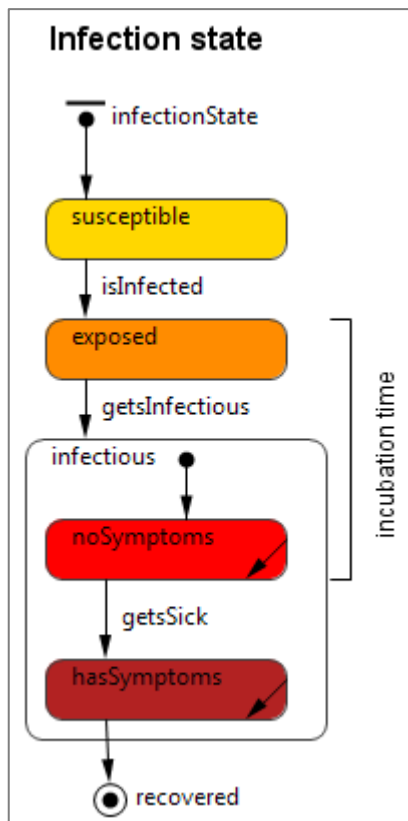 Infection state
infectionState
susceptible
isInfected
exposed
getsInfectious
infectious
noSymptoms
getsSick
hasSymptoms
recovered
incubation time